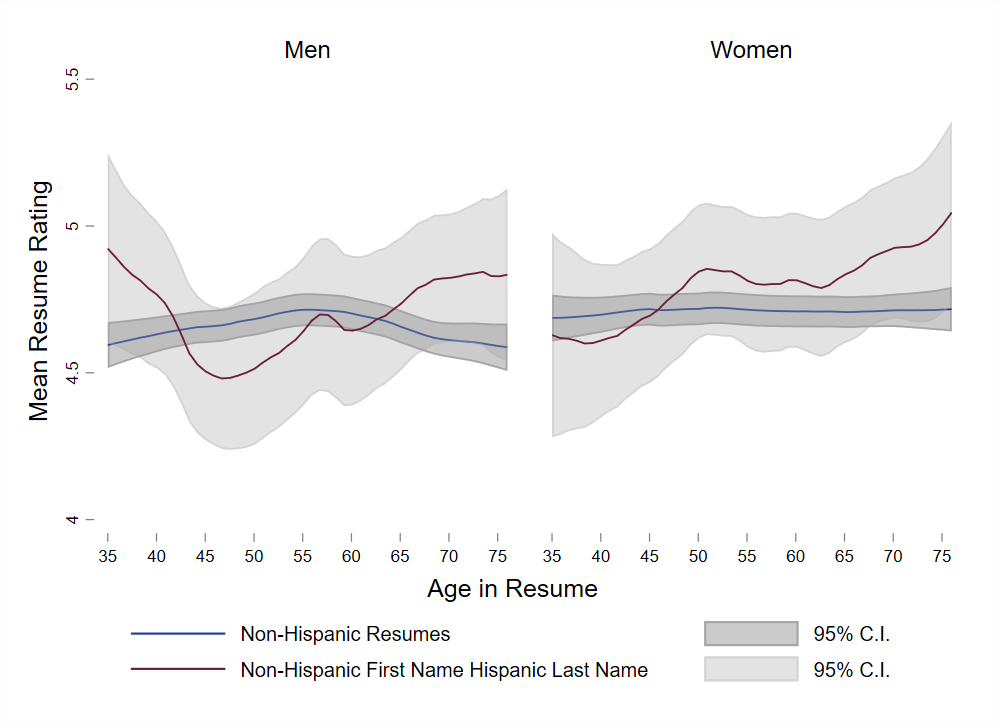 Men Women
5.5
5
4.5
4
Mean Resume Rating
35 40 45 50 55 60 65 70 75 35 40 45 50 55 60 65 70 75
Age in Resume
Non-Hispanic Resumes 95% C.I.
Non-Hispanic First Name Hispanic Last Name 95% C.I.